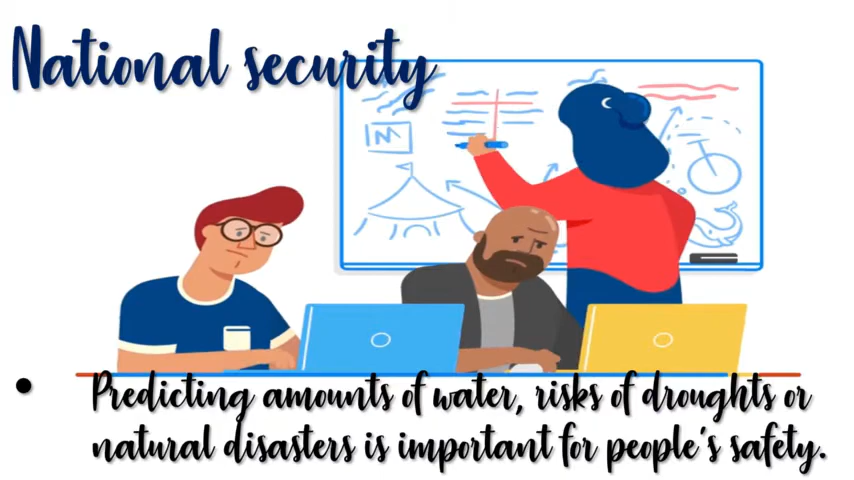 National security
• Predicting amounts of water, risks of droughts or
natural disasters is important for people's safety.